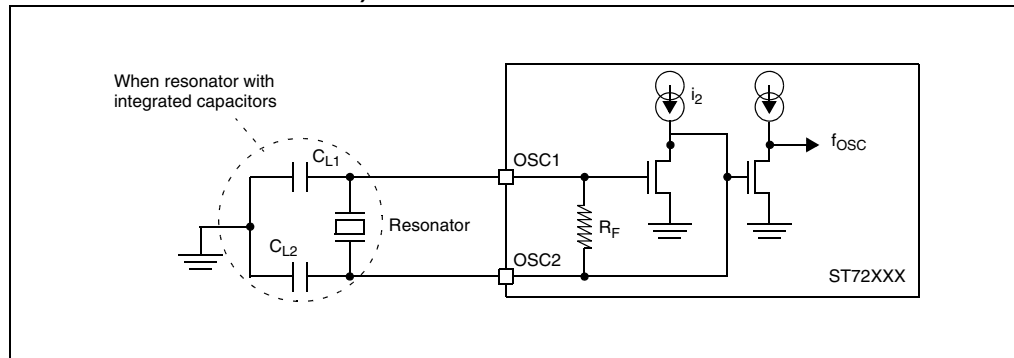 When resonator with
integrated capacitors
CL1
Resonator
CL2
OSC1
OSC2
RF
i2
fOSC
ST72XXX